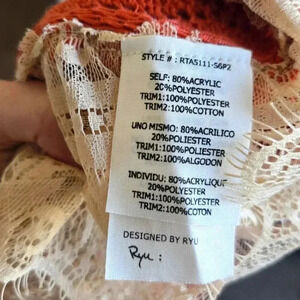 STYLE # : RTA5111-S6P2
SELF: 80%ACRYLIC
20%POLYESTER
TRIM1:100%POLYESTER
TRIM2:100%COTTON
UNO MISMO: 80%ACRILICO
20%POLIESTER
TRIM1:100%POLIESTER
TRIM2:100%ALGODON
INDIVIDU: 80%ACRYLIQUE
20%POLYESTER
TRIM1:100%POLYESTER
TRIM2:100%COTON
DESIGNED BY RYU
Ryu :